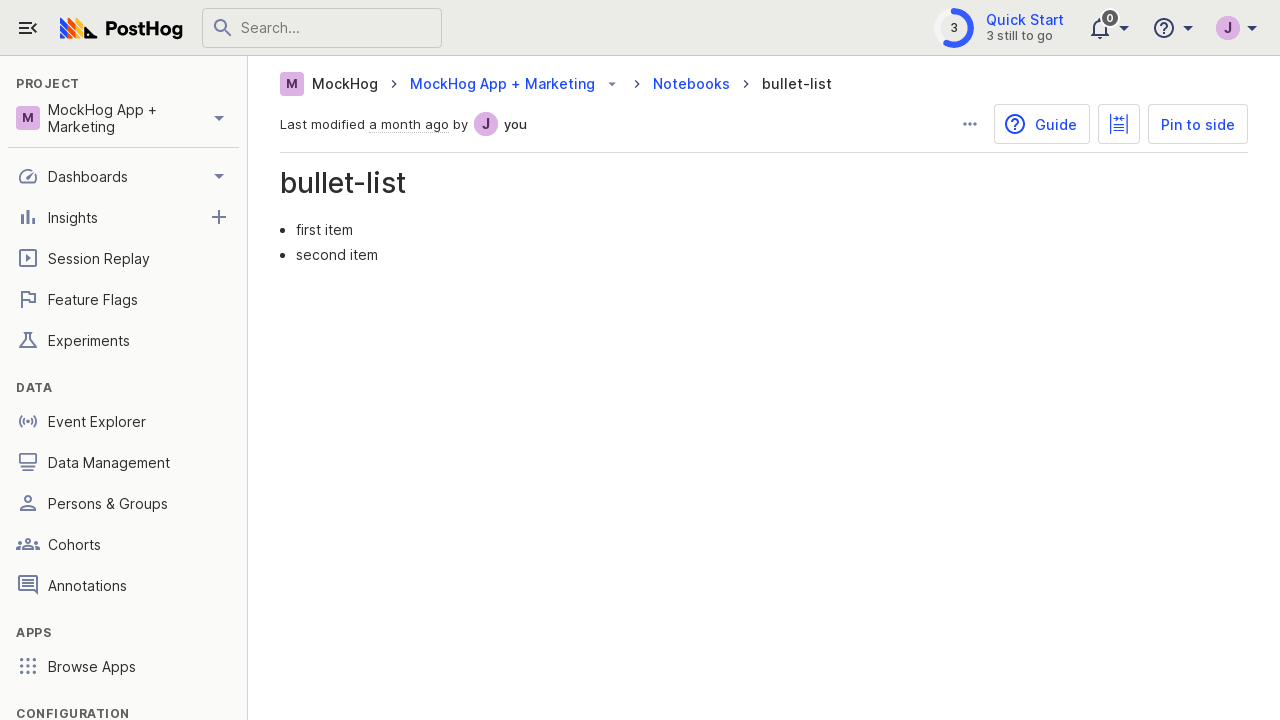 PostHog
Search...
3
Quick Start
3 still to go
0
J
PROJECT
M
MockHog App +
Marketing
Dashboards
Insights
Session Replay
Feature Flags
Experiments
DATA
Event Explorer
Data Management
Persons & Groups
Cohorts
Annotations
APPS
Browse Apps
CONFIGURATION
M MockHog > MockHog App + Marketing > Notebooks > bullet-list
Last modified a month ago by J you
Guide
Pin to side
bullet-list
• first item
• second item